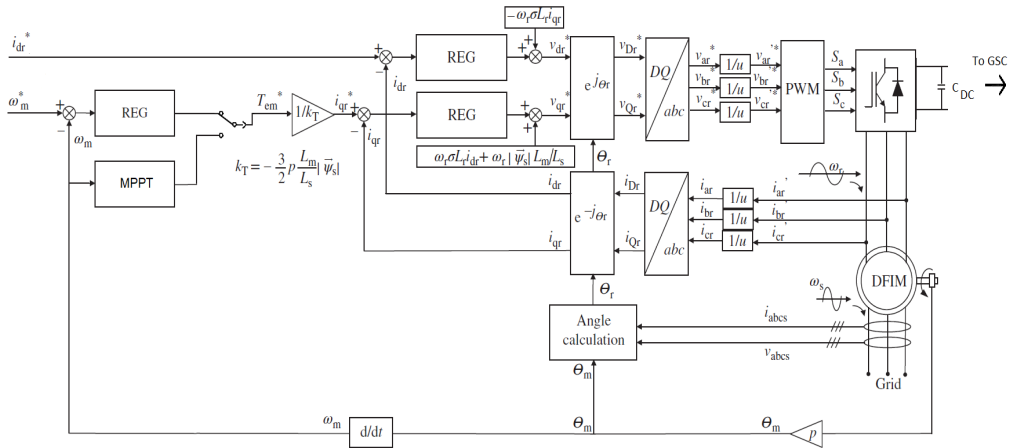 −ω_r σL_r i_qr
i_dr*
i_dr
REG
v_dr*
v_Dr*
To GSC
ω_m*
ω_m
REG
T_em*
1/k_T
i_qr*
i_qr
REG
v_qr*
v_Qr*
e^jθr
DQ
abc
v_ar*
v_br*
v_cr*
1/u
1/u
1/u
v_ar'*
v_br'*
v_cr'*
PWM
S_a
S_b
S_c
C_DC
ω_r σL_r i_dr + ω_r |ψ⃗_s| L_m/L_s
θ_r
MPPT
k_T = − 3/2 p L_m/L_s |ψ⃗_s|
i_dr
i_qr
e^−jθr
i_Dr
i_Qr
DQ
abc
i_ar
i_br
i_cr
1/u
1/u
1/u
i_ar'
i_br'
i_cr'
ω_r
DFIM
θ_r
ω_s
Angle
calculation
i_abcs
v_abcs
Grid
θ_m
ω_m
d/dt
θ_m
θ_m
p